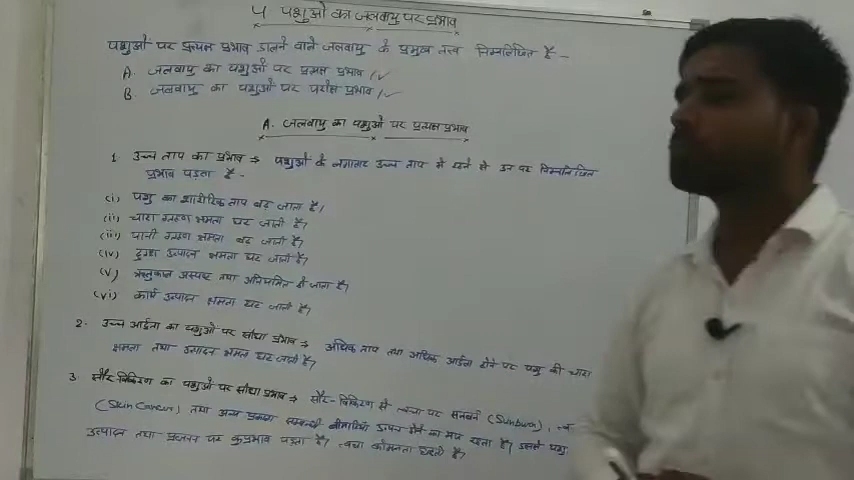 4 पशुओं का जलवायु पर प्रभाव
पशुओं पर प्रत्यक्ष प्रभाव डालने वाले जलवायु के प्रमुख तत्व निम्नलिखित है -
A. जलवायु का पशुओं पर प्रत्यक्ष प्रभाव
B. जलवायु का पशुओं पर परोक्ष प्रभाव
A. जलवायु का पशुओं पर प्रत्यक्ष प्रभाव
1. उच्च ताप का प्रभाव ⇒ पशुओं के लगातार उच्च ताप में रहने से उन पर निम्नलिखित
प्रभाव पड़ता है -
(i) पशु का शारीरिक ताप बढ़ जाता है।
(ii) चारा ग्रहण क्षमता घट जाती है।
(iii) पानी ग्रहण क्षमता बढ़ जाती है।
(iv) दुग्ध उत्पादन क्षमता घट जाती है।
(v) ऋतुकाल अस्पष्ट तथा अनियमित हो जाता है।
(vi) कार्य उत्पादन क्षमता घट जाती है।
2. उच्च आर्द्रता का पशुओं पर सीधा प्रभाव ⇒ अधिक ताप तथा अधिक आर्द्रता होने पर पशु की चारा
क्षमता तथा उत्पादन क्षमता घट जाती है।
3. सौर विकिरण का पशुओं पर सीधा प्रभाव ⇒ सौर-विकिरण से त्वचा पर सनबर्न (Sunburn),
(Skin Cancer) तथा अन्य प्रकाश सम्बन्धी बीमारियाँ उत्पन्न होने का भय रहता है। इससे पशु
उत्पादन तथा प्रजनन पर कुप्रभाव पड़ता है। त्वचा कोमलता घटती है।